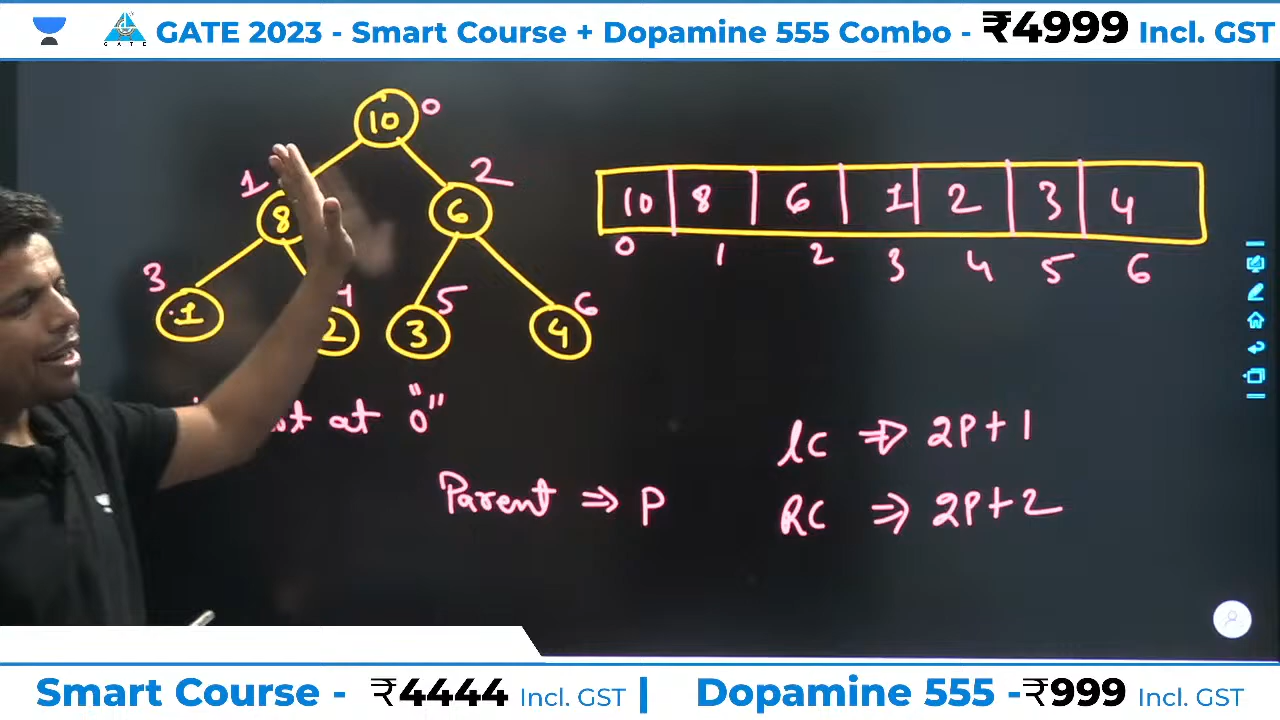 GATE
GATE 2023 - Smart Course + Dopamine 555 Combo - ₹4999 Incl. GST
10 0
1 2
8 6
10 8 6 1 2 3 4
0 1 2 3 4 5 6
3 5 6
1 2 3 4
at "0"
Parent ⇒ P
LC ⇒ 2P+1
RC ⇒ 2P+2
Smart Course - ₹4444 Incl. GST | Dopamine 555 -₹999 Incl. GST